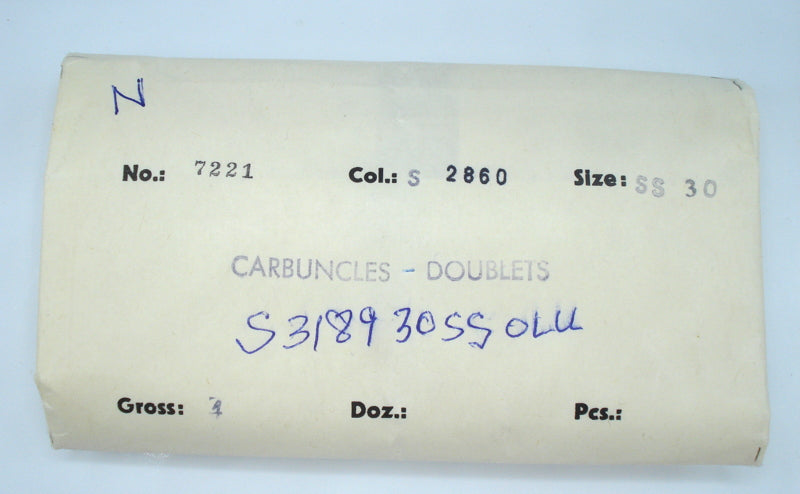 N
No.: 7221 Col.: S 2860 Size: SS 30
CARBUNCLES - DOUBLETS
S 3189 30SS OLU
Gross: 1 Doz.: Pcs.: